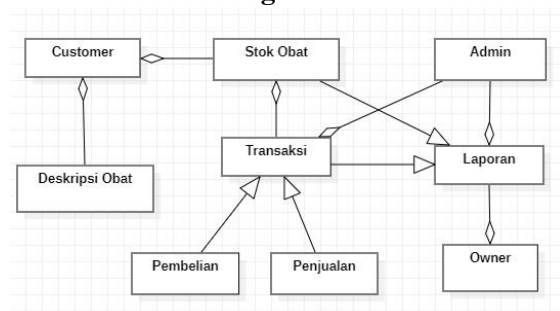 Customer
Stok Obat
Admin
Transaksi
Laporan
Deskripsi Obat
Pembelian
Penjualan
Owner